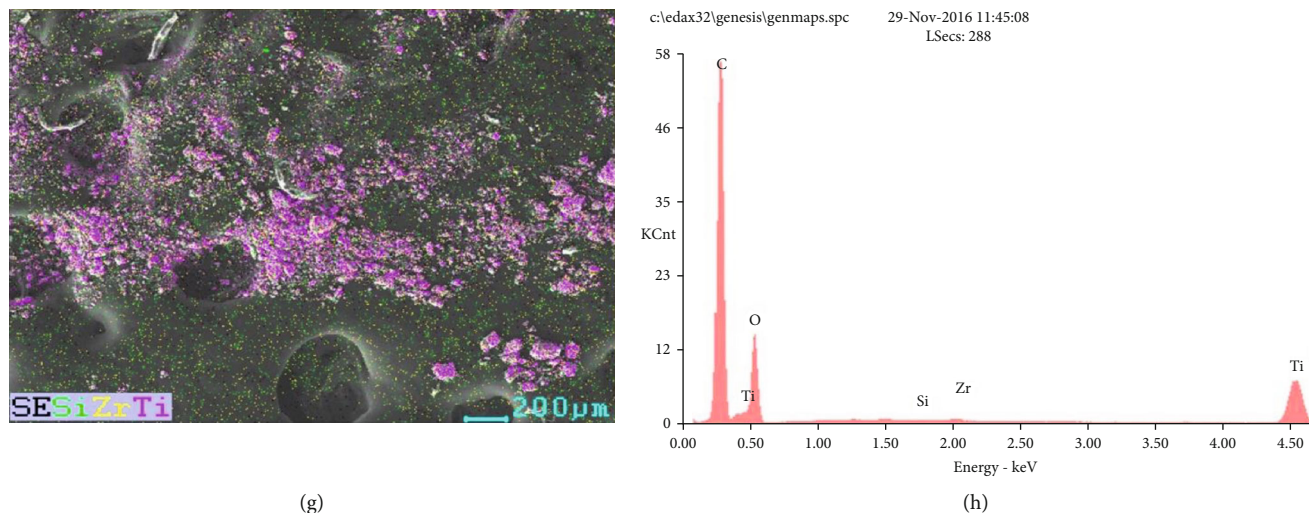 SESiZrTi
200μm
(g)
c:\edax32\genesis\genmaps.spc 29-Nov-2016 11:45:08
LSecs: 288
58
46
35
KCnt
23
12
0
C
O
Ti
Si
Zr
Ti
0.00 0.50 1.00 1.50 2.00 2.50 3.00 3.50 4.00 4.50
Energy - keV
(h)